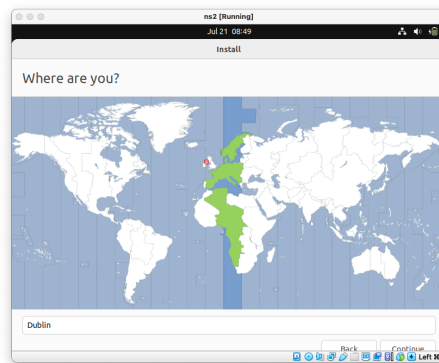 ns2 [Running]
Jul 21 08:49
Install
Where are you?
Dublin
Back
Continue
Left ⌘